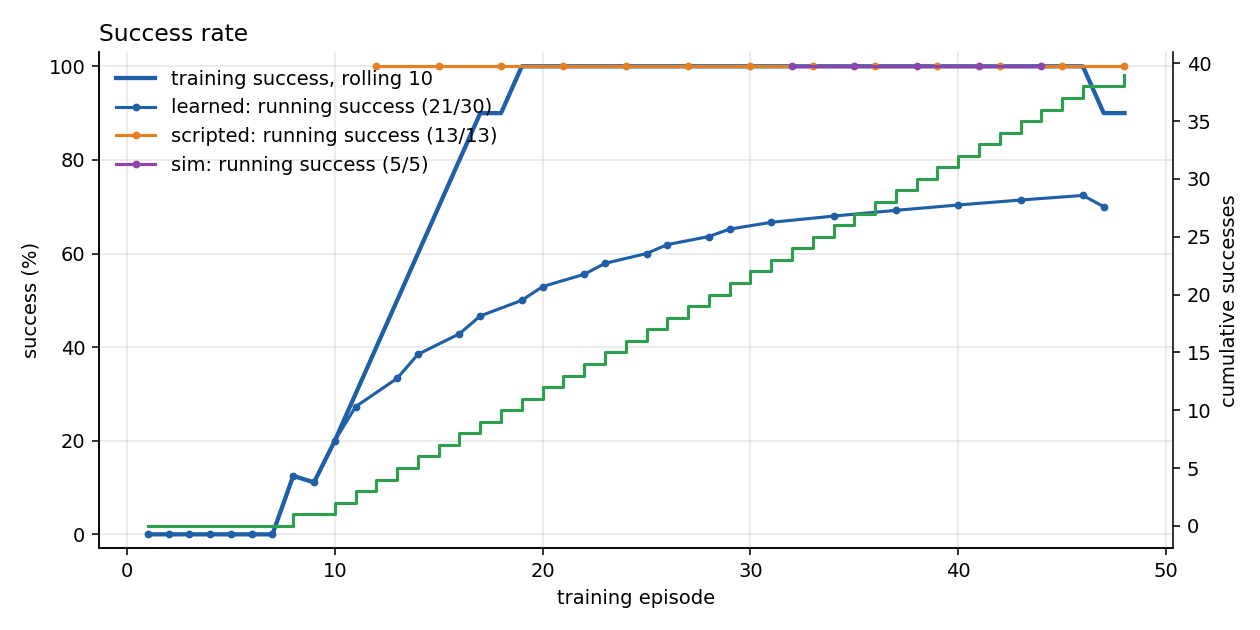 Success rate
training success, rolling 10
learned: running success (21/30)
scripted: running success (13/13)
sim: running success (5/5)
success (%)
100
80
60
40
20
0
40
35
30
25
20
15
10
5
0
cumulative successes
0
10
20
30
40
50
training episode